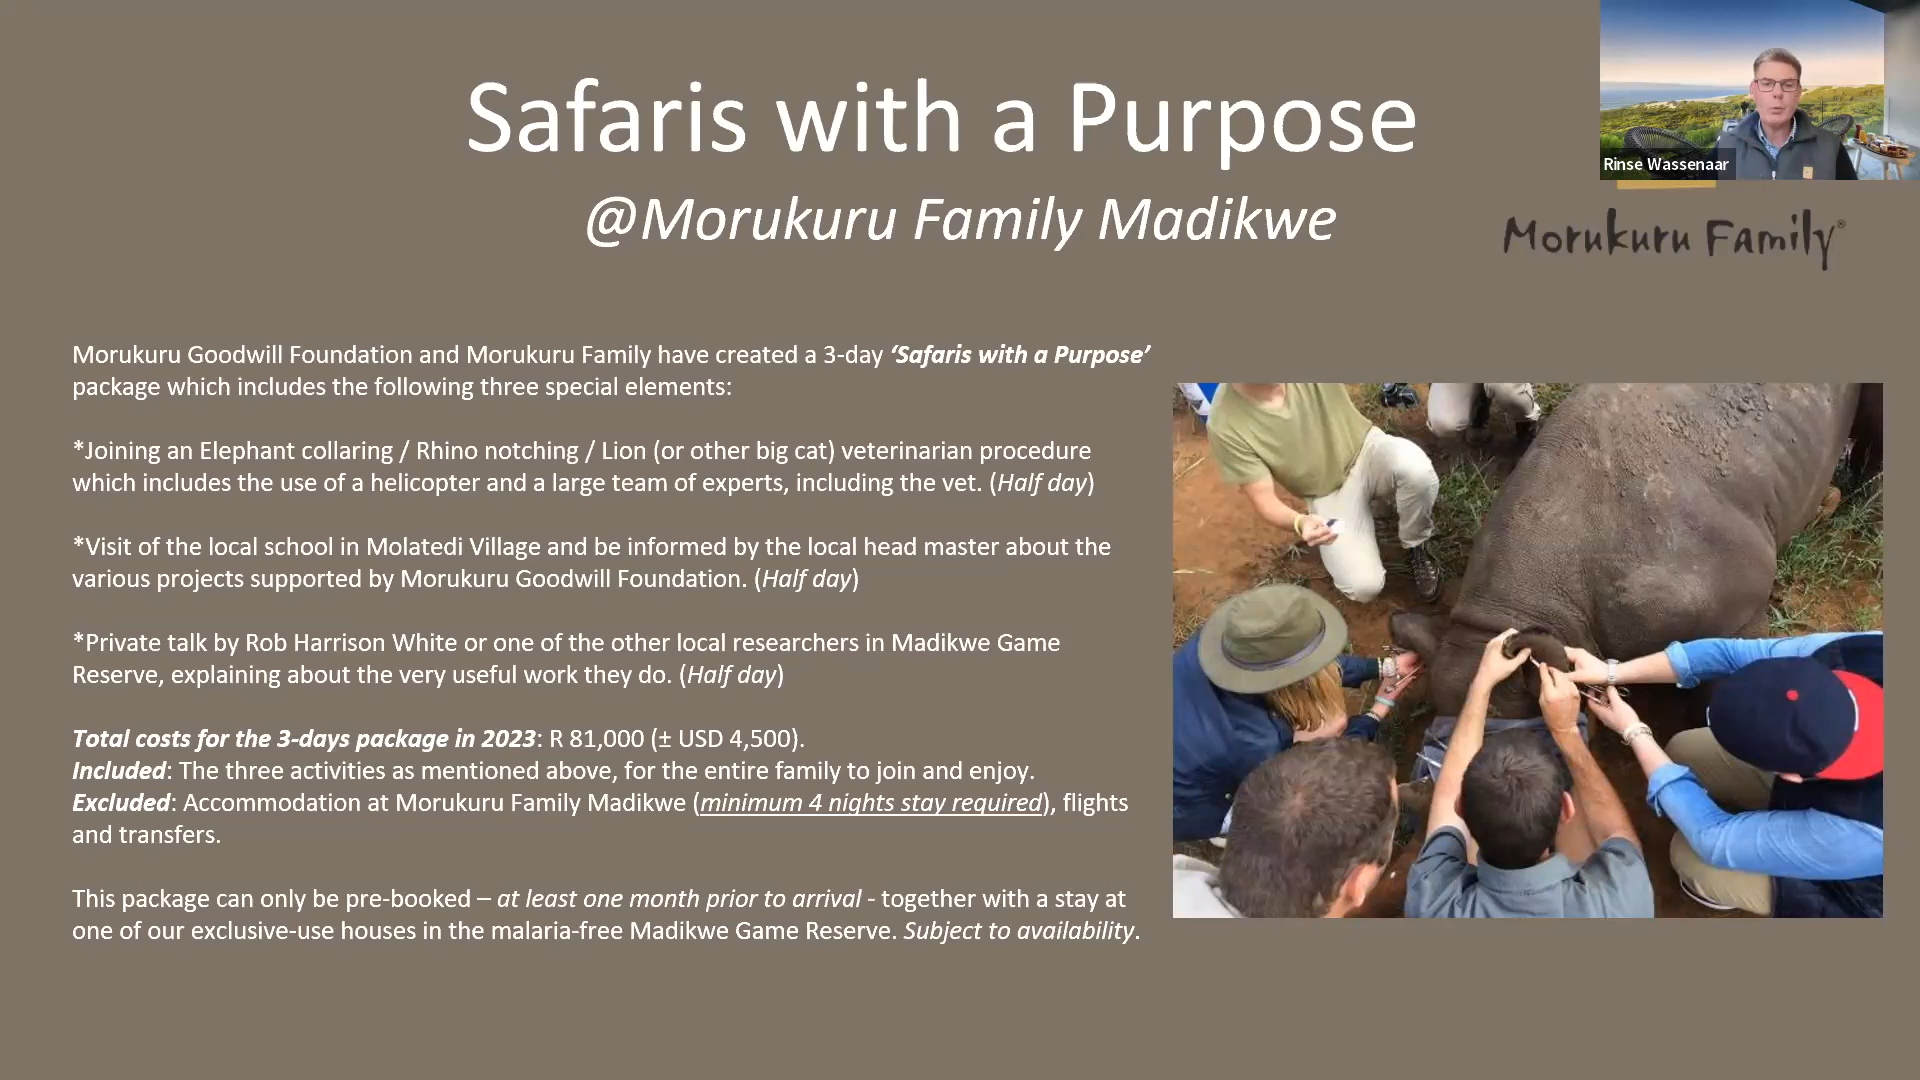 Safaris with a Purpose
Rinse Wassenaar
@Morukuru Family Madikwe
Morukuru Family®
Morukuru Goodwill Foundation and Morukuru Family have created a 3-day ‘Safaris with a Purpose’
package which includes the following three special elements:
*Joining an Elephant collaring / Rhino notching / Lion (or other big cat) veterinarian procedure
which includes the use of a helicopter and a large team of experts, including the vet. (Half day)
*Visit of the local school in Molatedi Village and be informed by the local head master about the
various projects supported by Morukuru Goodwill Foundation. (Half day)
*Private talk by Rob Harrison White or one of the other local researchers in Madikwe Game
Reserve, explaining about the very useful work they do. (Half day)
Total costs for the 3-days package in 2023: R 81,000 (± USD 4,500).
Included: The three activities as mentioned above, for the entire family to join and enjoy.
Excluded: Accommodation at Morukuru Family Madikwe (minimum 4 nights stay required), flights
and transfers.
This package can only be pre-booked – at least one month prior to arrival - together with a stay at
one of our exclusive-use houses in the malaria-free Madikwe Game Reserve. Subject to availability.